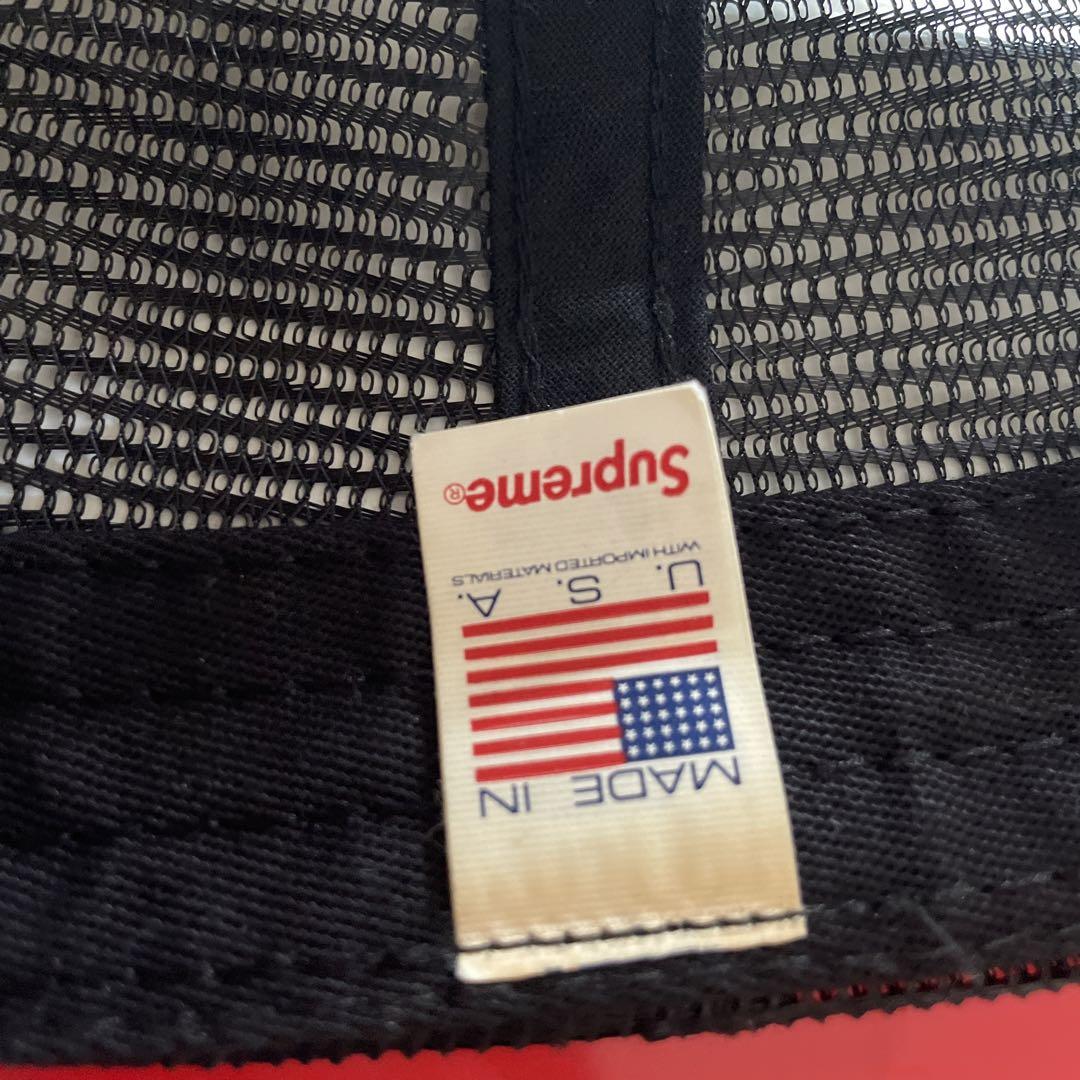 MADE IN
U. S. A.
WITH IMPORTED MATERIALS
Supreme®